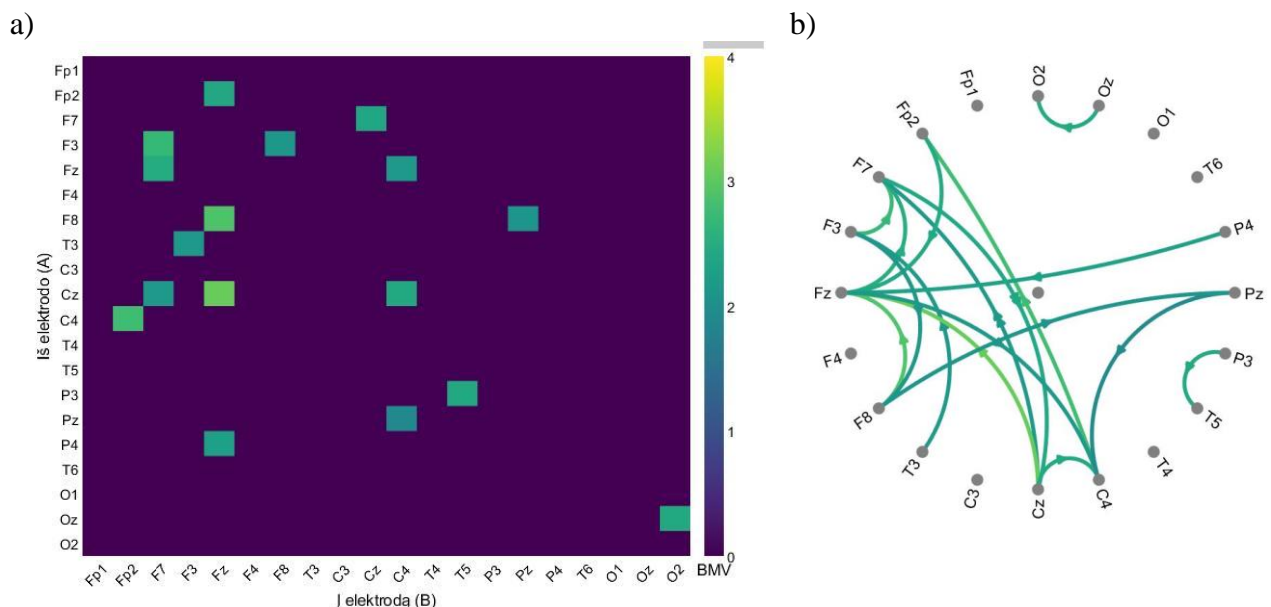 a)
b)
Fp1
Fp2
F7
F3
Fz
F4
F8
T3
C3
Cz
C4
T4
T5
P3
Pz
P4
T6
O1
Oz
O2
Iš elektrodo (A)
Fp1 Fp2 F7 F3 Fz F4 F8 T3 C3 Cz C4 T4 T5 P3 Pz P4 T6 O1 Oz O2
Į elektrodą (B)
4
3
2
1
0
BMV
O2
Oz
O1
T6
P4
Pz
P3
T5
T4
C4
Cz
C3
T3
F8
F4
Fz
F3
F7
Fp2
Fp1